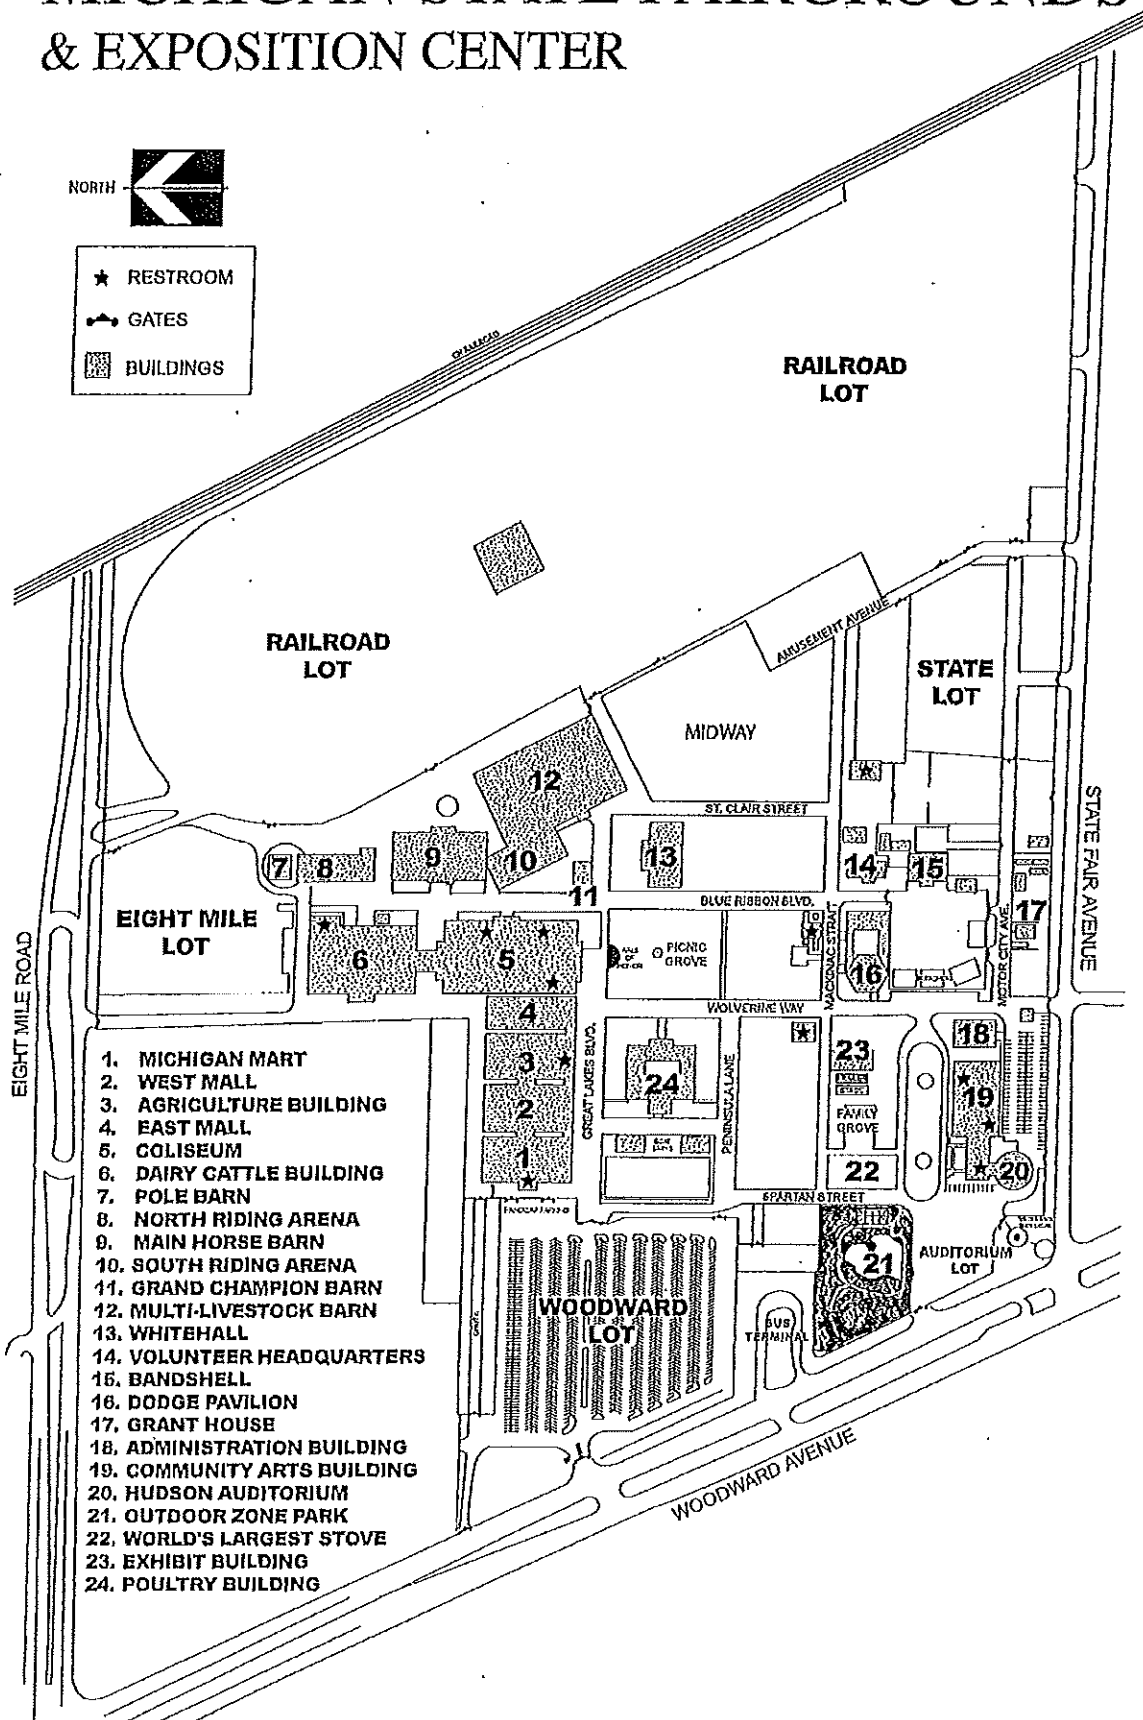 MICHIGAN STATE FAIRGROUNDS
& EXPOSITION CENTER
NORTH
RESTROOM
GATES
BUILDINGS
RAILROAD
LOT
RAILROAD
LOT
AMUSEMENT AVENUE
STATE
LOT
MIDWAY
12
ST. CLAIR STREET
STATE FAIR AVENUE
7
8
9
10
11
13
14
15
BLUE RIBBON BLVD.
17
EIGHT MILE
LOT
EIGHT MILE ROAD
6
5
PICNIC
GROVE
16
MOTOR CITY AVE.
WOLVERINE WAY
4
3
2
1
GREAT LAKES BLVD.
24
PENINSULA LANE
23
FAMILY
GROVE
22
18
19
20
SPARTAN STREET
21
AUDITORIUM
LOT
WOODWARD
LOT
BUS
TERMINAL
WOODWARD AVENUE
1. MICHIGAN MART
2. WEST MALL
3. AGRICULTURE BUILDING
4. EAST MALL
5. COLISEUM
6. DAIRY CATTLE BUILDING
7. POLE BARN
8. NORTH RIDING ARENA
9. MAIN HORSE BARN
10. SOUTH RIDING ARENA
11. GRAND CHAMPION BARN
12. MULTI-LIVESTOCK BARN
13. WHITEHALL
14. VOLUNTEER HEADQUARTERS
15. BANDSHELL
16. DODGE PAVILION
17. GRANT HOUSE
18. ADMINISTRATION BUILDING
19. COMMUNITY ARTS BUILDING
20. HUDSON AUDITORIUM
21. OUTDOOR ZONE PARK
22. WORLD'S LARGEST STOVE
23. EXHIBIT BUILDING
24. POULTRY BUILDING